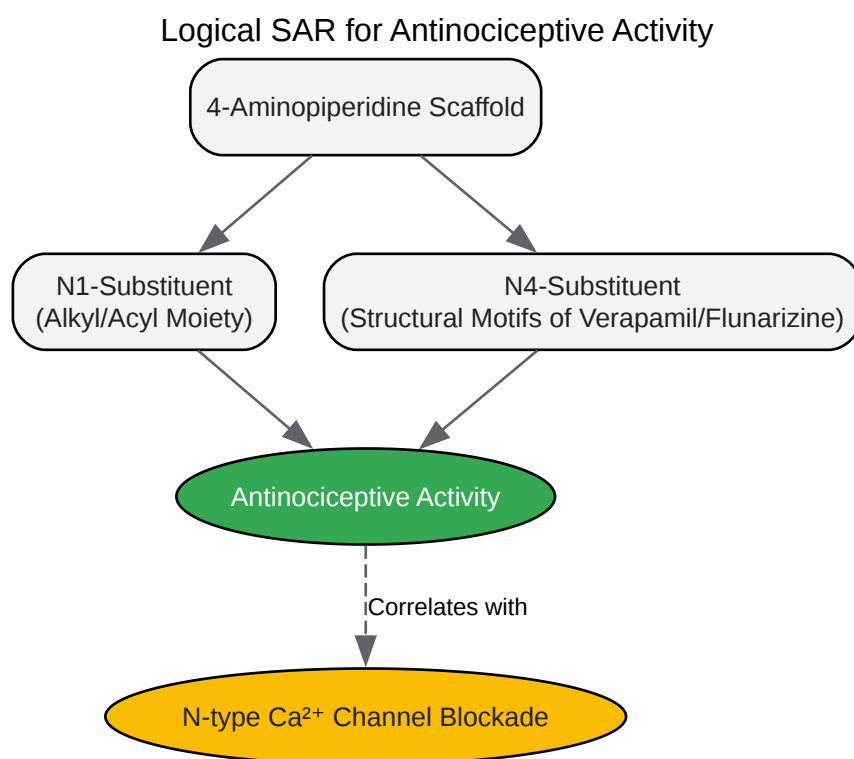 Logical SAR for Antinociceptive Activity
4-Aminopiperidine Scaffold
N1-Substituent
(Alkyl/Acyl Moiety)
N4-Substituent
(Structural Motifs of Verapamil/Flunarizine)
Antinociceptive Activity
Correlates with
N-type Ca²⁺ Channel Blockade